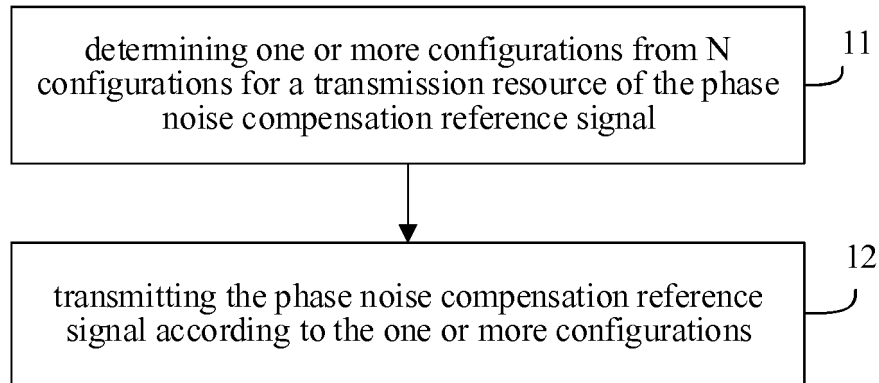 determining one or more configurations from N
configurations for a transmission resource of the phase
noise compensation reference signal
11
transmitting the phase noise compensation reference
signal according to the one or more configurations
12